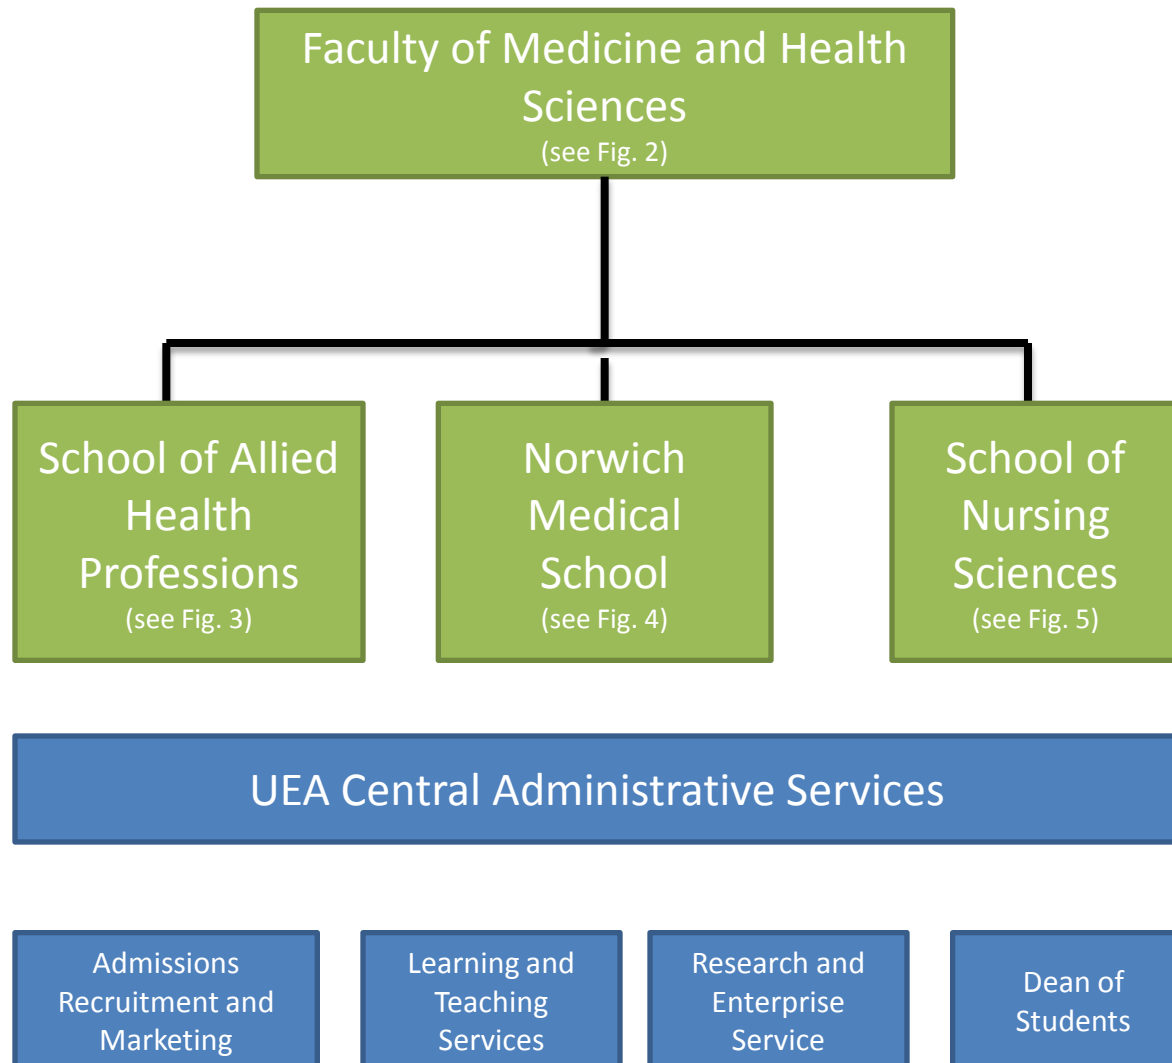 Faculty of Medicine and Health
Sciences
(see Fig. 2)
School of Allied
Health
Professions
(see Fig. 3)
Norwich
Medical
School
(see Fig. 4)
School of
Nursing
Sciences
(see Fig. 5)
UEA Central Administrative Services
Admissions
Recruitment and
Marketing
Learning and
Teaching
Services
Research and
Enterprise
Service
Dean of
Students